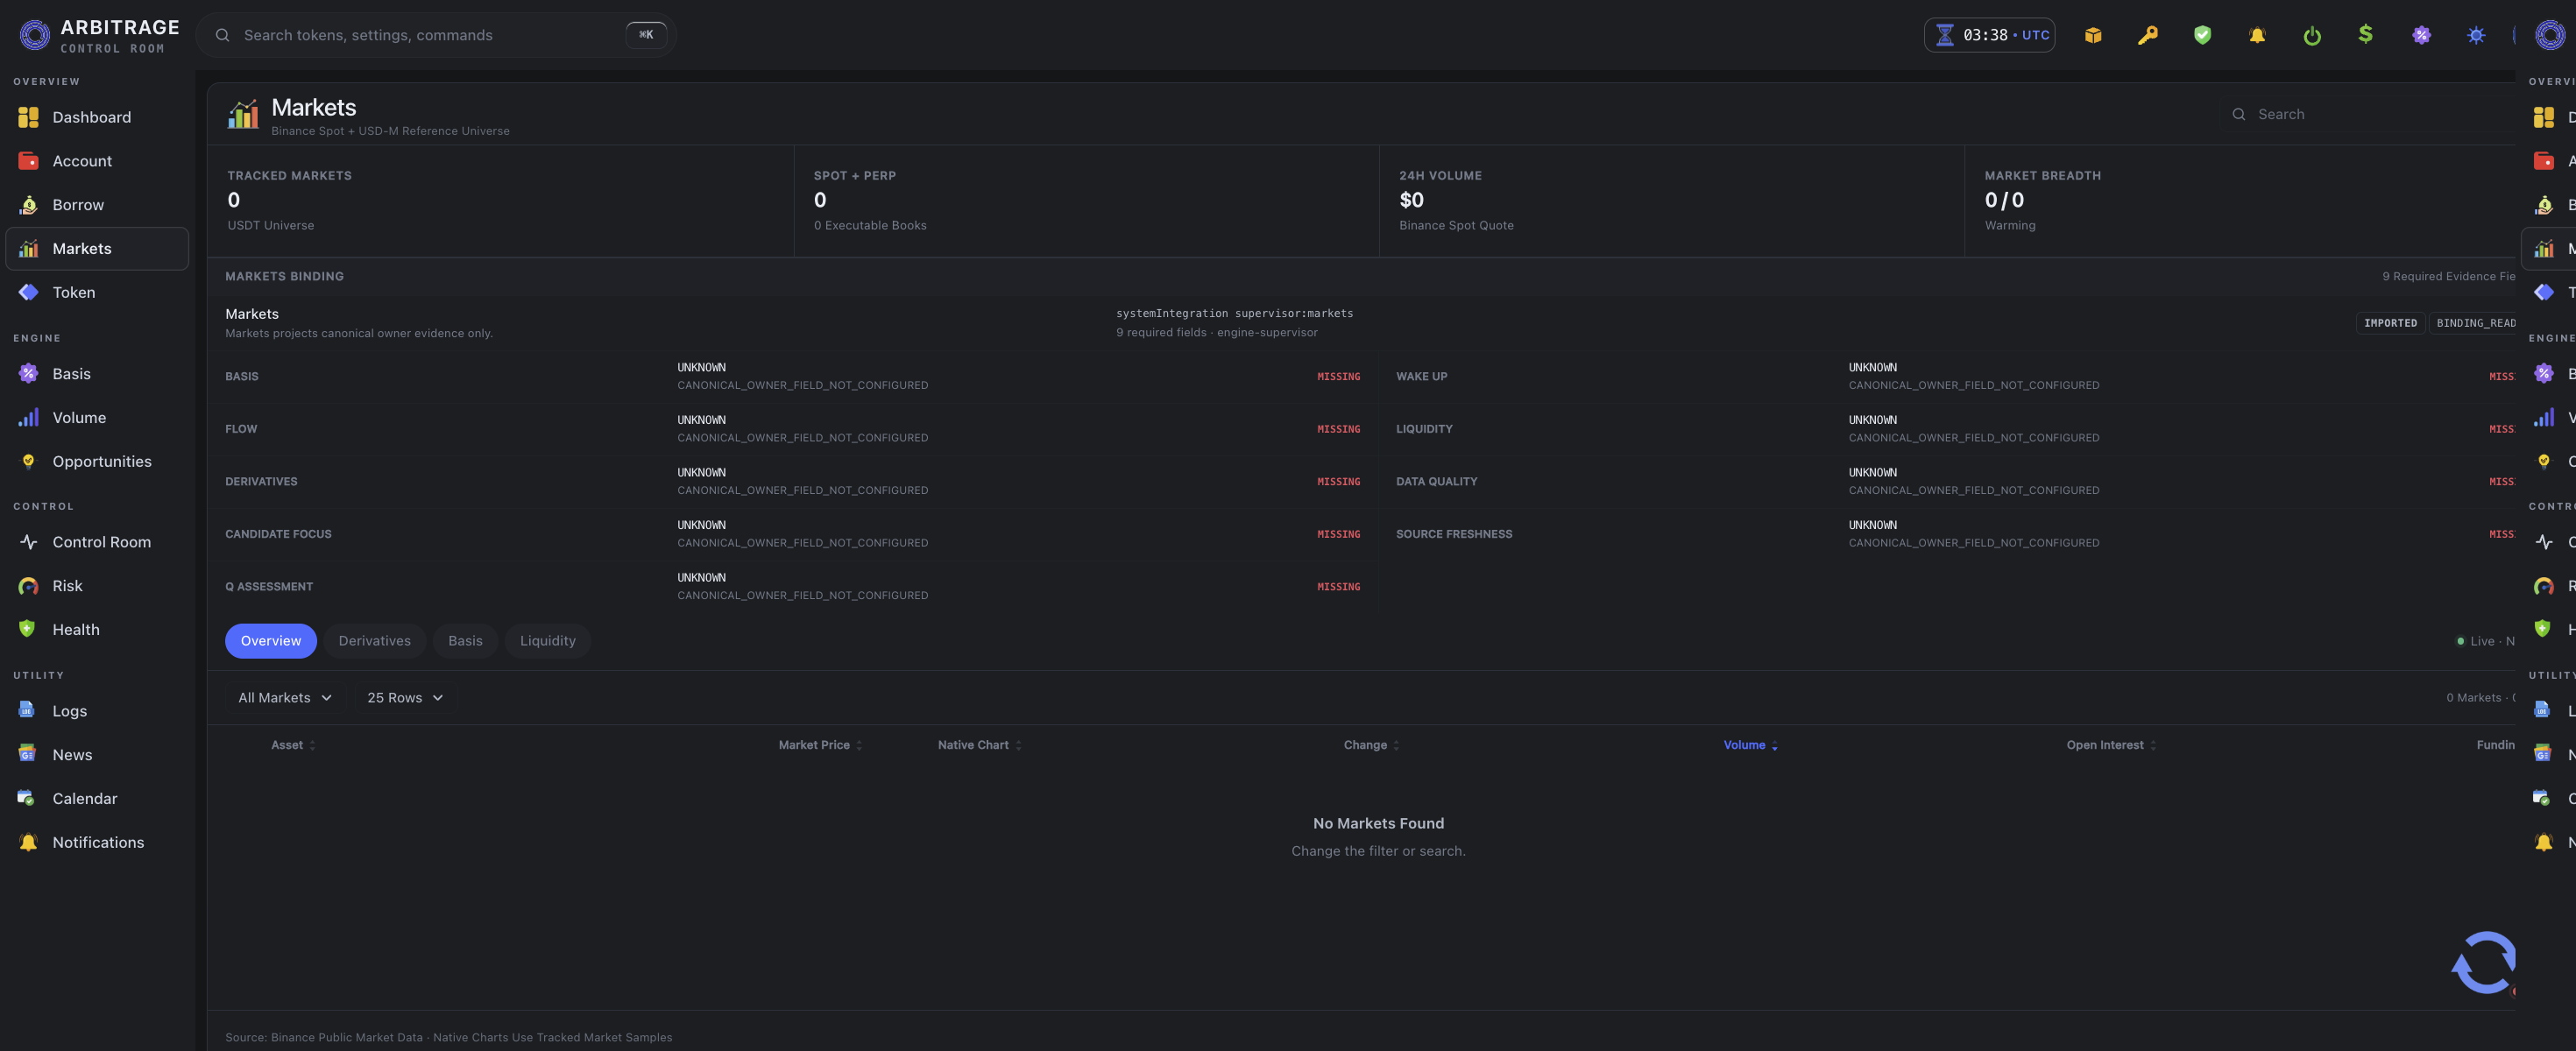 ARBITRAGE
CONTROL ROOM
Search tokens, settings, commands
⌘K
03:38 • UTC
OVERVIEW
Dashboard
Account
Borrow
Markets
Token
ENGINE
Basis
Volume
Opportunities
CONTROL
Control Room
Risk
Health
UTILITY
Logs
News
Calendar
Notifications
Markets
Binance Spot + USD-M Reference Universe
Search
TRACKED MARKETS
0
USDT Universe
SPOT + PERP
0
0 Executable Books
24H VOLUME
$0
Binance Spot Quote
MARKET BREADTH
0 / 0
Warming
MARKETS BINDING
9 Required Evidence Fie
Markets
Markets projects canonical owner evidence only.
systemIntegration supervisor:markets
9 required fields · engine-supervisor
IMPORTED
BINDING_READ
BASIS
UNKNOWN
CANONICAL_OWNER_FIELD_NOT_CONFIGURED
MISSING
WAKE UP
UNKNOWN
CANONICAL_OWNER_FIELD_NOT_CONFIGURED
MISS
FLOW
UNKNOWN
CANONICAL_OWNER_FIELD_NOT_CONFIGURED
MISSING
LIQUIDITY
UNKNOWN
CANONICAL_OWNER_FIELD_NOT_CONFIGURED
MISS
DERIVATIVES
UNKNOWN
CANONICAL_OWNER_FIELD_NOT_CONFIGURED
MISSING
DATA QUALITY
UNKNOWN
CANONICAL_OWNER_FIELD_NOT_CONFIGURED
MISS
CANDIDATE FOCUS
UNKNOWN
CANONICAL_OWNER_FIELD_NOT_CONFIGURED
MISSING
SOURCE FRESHNESS
UNKNOWN
CANONICAL_OWNER_FIELD_NOT_CONFIGURED
MISS
Q ASSESSMENT
UNKNOWN
CANONICAL_OWNER_FIELD_NOT_CONFIGURED
MISSING
Overview
Derivatives
Basis
Liquidity
Live · N
All Markets
25 Rows
0 Markets ·
Asset
Market Price
Native Chart
Change
Volume
Open Interest
Fundin
No Markets Found
Change the filter or search.
Source: Binance Public Market Data · Native Charts Use Tracked Market Samples
OVERVI
ENGINE
CONTRO
UTILITY